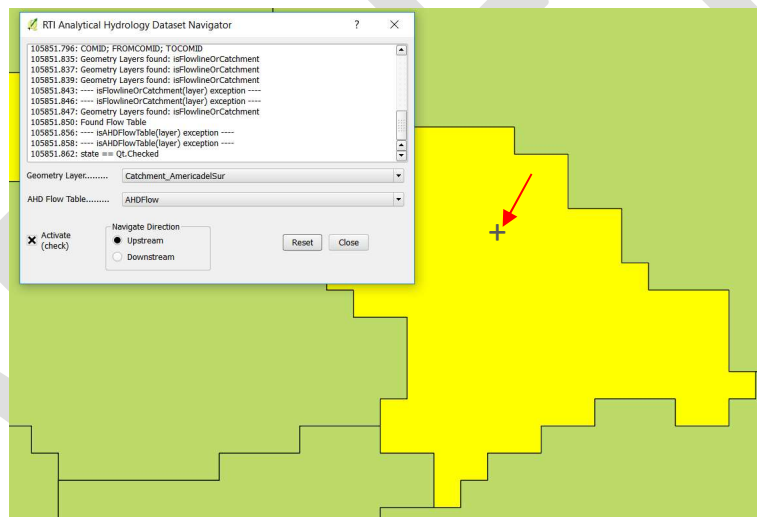 RTI Analytical Hydrology Dataset Navigator
105851.796: COMID; FROMCOMID; TOCOMID
105851.835: Geometry Layers found: isFlowlineOrCatchment
105851.837: Geometry Layers found: isFlowlineOrCatchment
105851.839: Geometry Layers found: isFlowlineOrCatchment
105851.843: ---- isFlowlineOrCatchment(layer) exception ----
105851.846: ---- isFlowlineOrCatchment(layer) exception ----
105851.847: Geometry Layers found: isFlowlineOrCatchment
105851.850: Found Flow Table
105851.856: ---- isAHDFlowTable(layer) exception ----
105851.858: ---- isAHDFlowTable(layer) exception ----
105851.862: state == Qt.Checked
Geometry Layer......... Catchment_AmericadelSur
AHD Flow Table......... AHDFlow
Activate
(check)
Navigate Direction
Upstream
Downstream
Reset Close